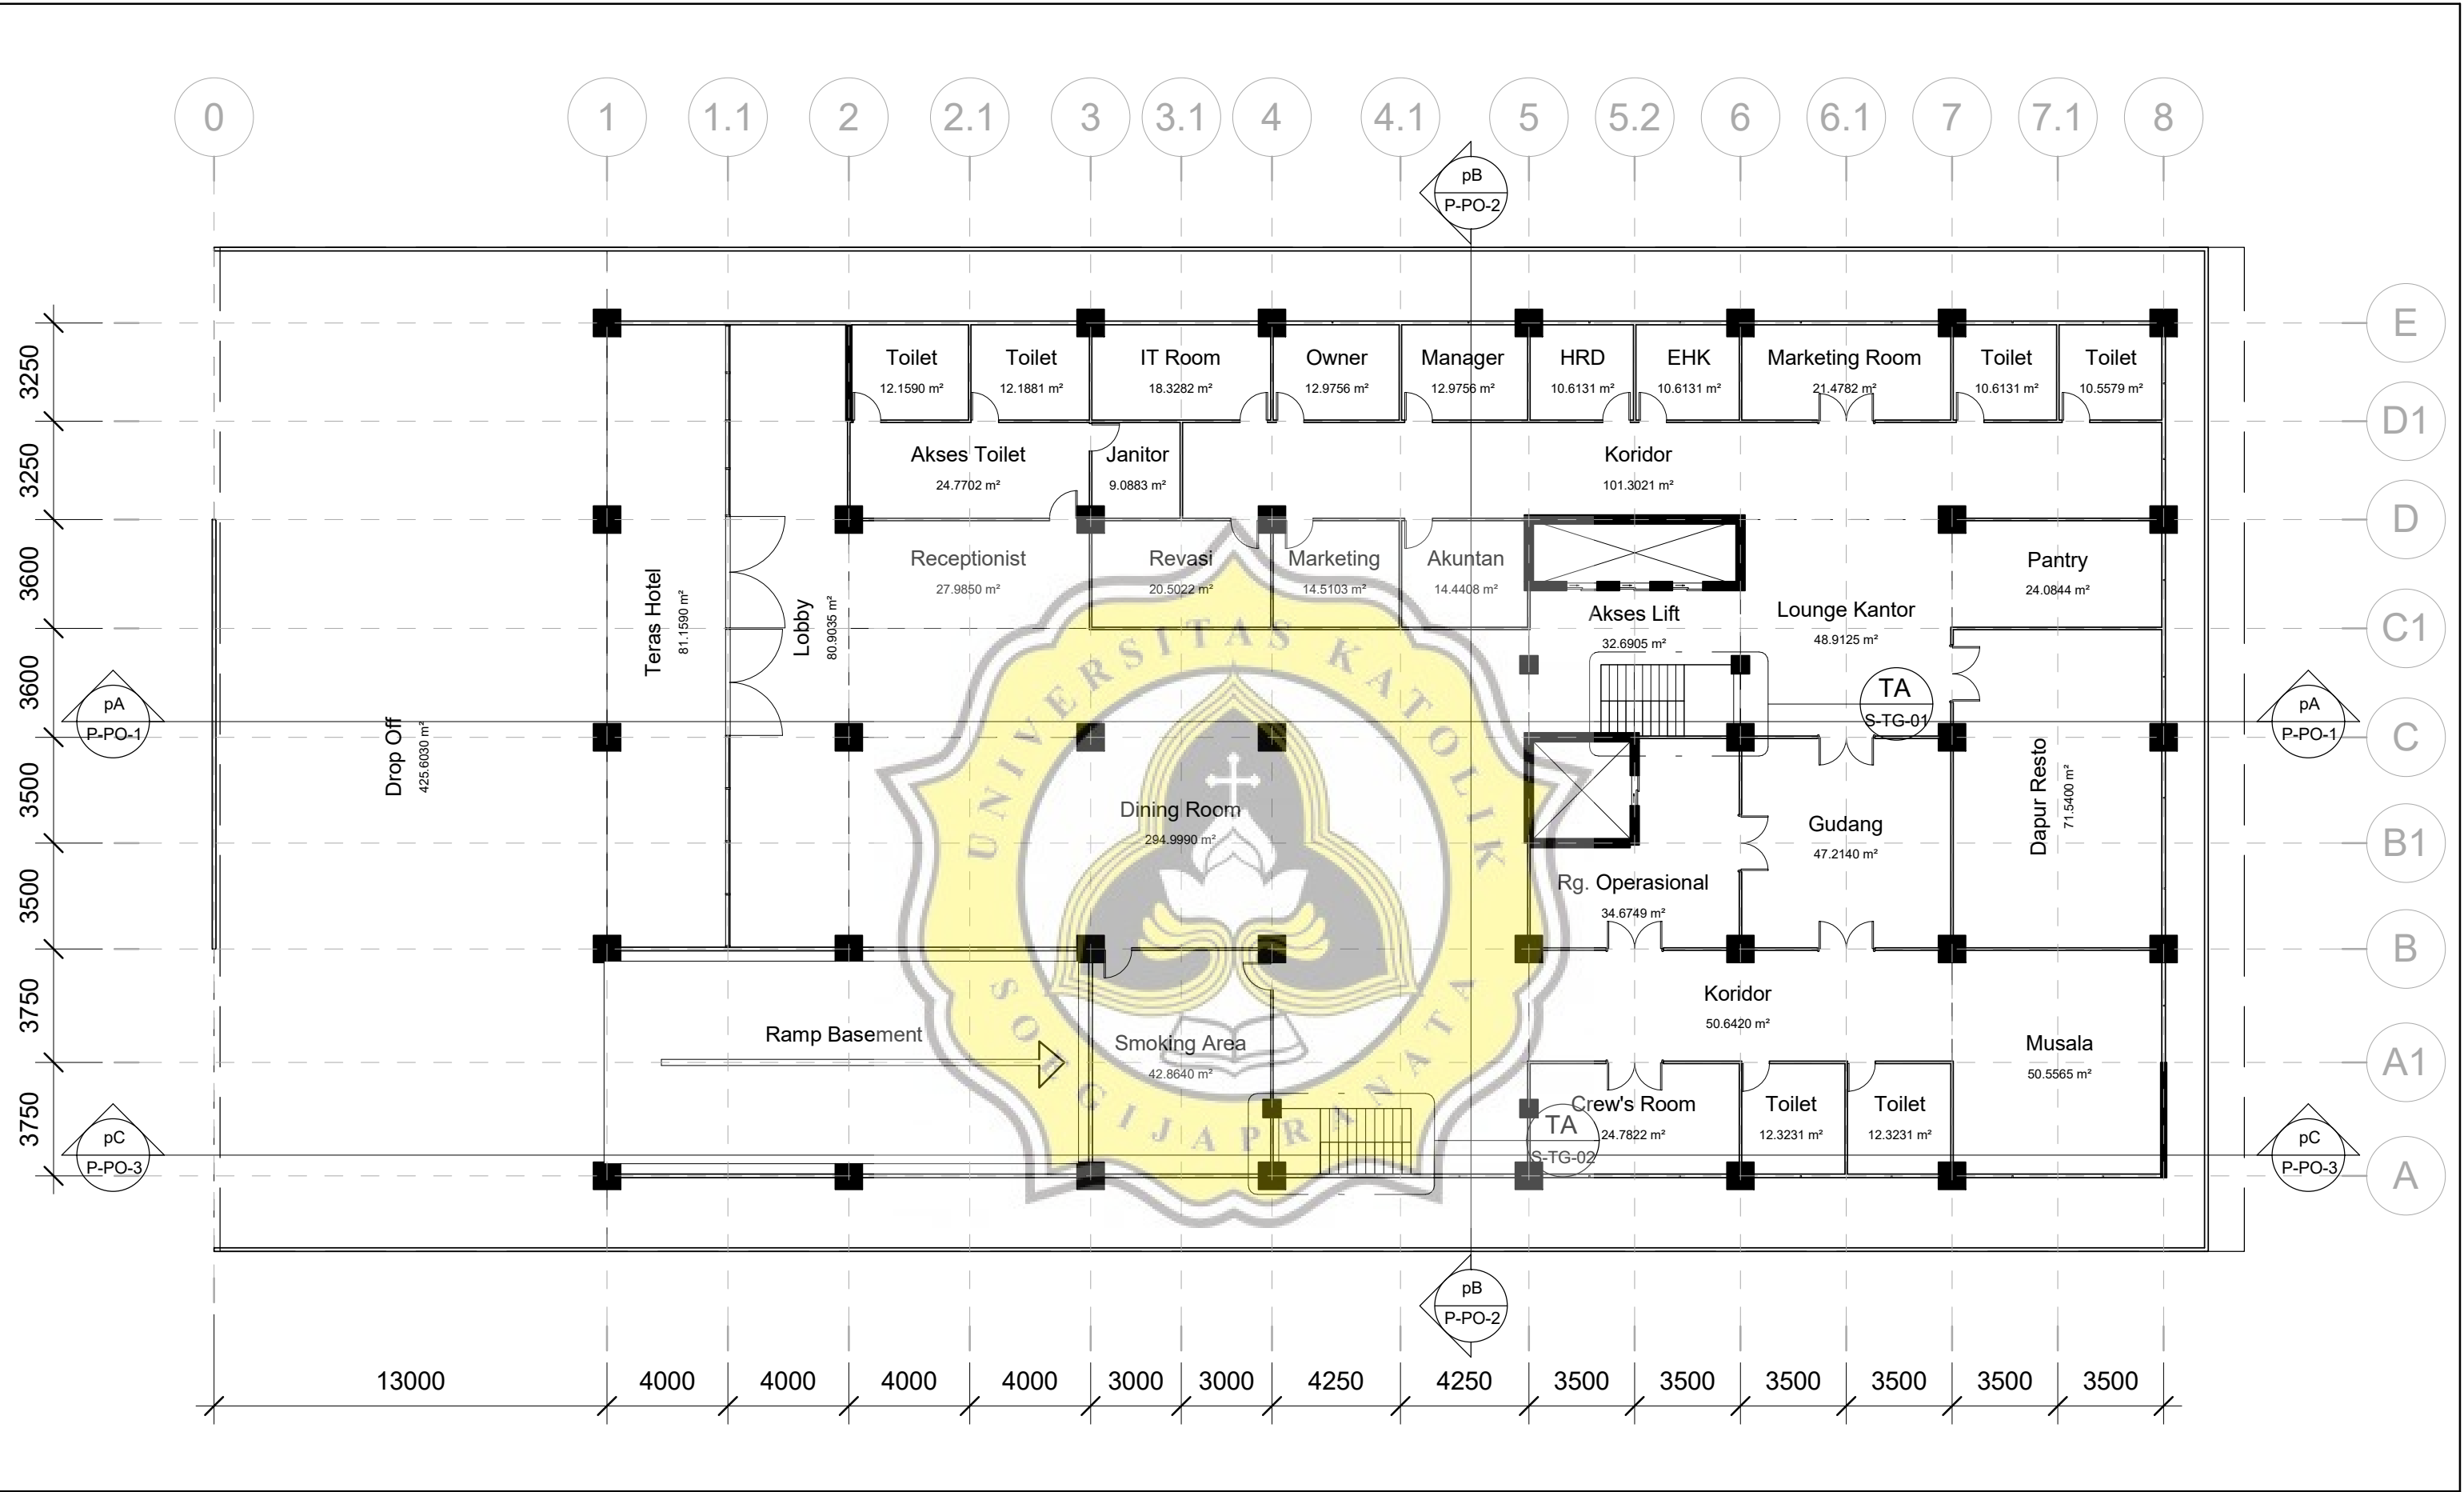 0 1 1.1 2 2.1 3 3.1 4 4.1 5 5.2 6 6.1 7 7.1 8
pB
P-PO-2
E
D1
D
C1
C
B1
B
A1
A
3250
3250
3600
3600
3500
3500
3750
3750
Toilet
12.1590 m²
Toilet
12.1881 m²
IT Room
18.3282 m²
Owner
12.9756 m²
Manager
12.9756 m²
HRD
10.6131 m²
EHK
10.6131 m²
Marketing Room
21.4782 m²
Toilet
10.6131 m²
Toilet
10.5579 m²
Akses Toilet
24.7702 m²
Janitor
9.0883 m²
Koridor
101.3021 m²
Receptionist
27.9850 m²
Revasi
20.5022 m²
Marketing
14.5103 m²
Akuntan
14.4408 m²
Akses Lift
32.6905 m²
Lounge Kantor
48.9125 m²
Pantry
24.0844 m²
Teras Hotel
81.1590 m²
Lobby
80.9035 m²
TA
S-TG-01
pA
P-PO-1
pA
P-PO-1
Drop Off
425.6030 m²
Dining Room
294.9990 m²
Gudang
47.2140 m²
Dapur Resto
71.5400 m²
Rg. Operasional
34.6749 m²
Koridor
50.6420 m²
Ramp Basement
Smoking Area
42.8640 m²
Musala
50.5565 m²
Crew's Room
24.7822 m²
Toilet
12.3231 m²
Toilet
12.3231 m²
TA
S-TG-02
pC
P-PO-3
pC
P-PO-3
UNIVERSITAS KATOLIK
SOEGIJAPRANATA
pB
P-PO-2
13000 4000 4000 4000 4000 3000 3000 4250 4250 3500 3500 3500 3500 3500 3500